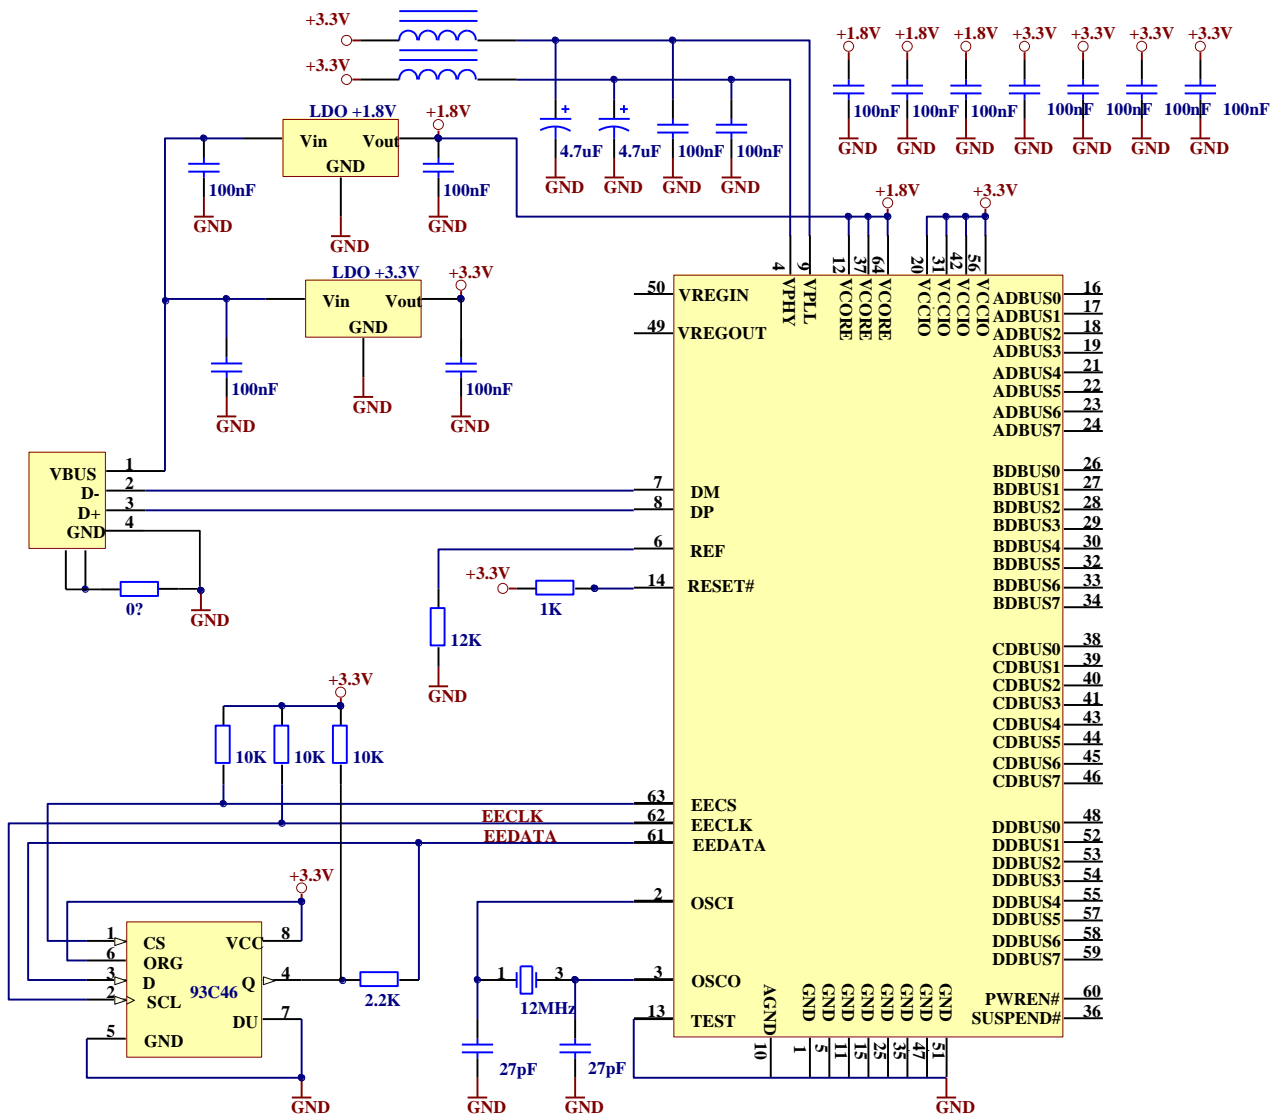 +3.3V
+3.3V
+1.8V +1.8V +1.8V +3.3V +3.3V +3.3V +3.3V
100nF 100nF 100nF 100nF 100nF 100nF 100nF
GND GND GND GND GND GND GND
LDO +1.8V
+1.8V
Vin Vout
GND
100nF
100nF
GND
GND
GND
+ +
4.7uF 4.7uF 100nF 100nF
GND GND GND GND
+1.8V
+3.3V
LDO +3.3V
+3.3V
Vin Vout
GND
100nF
100nF
GND
GND
GND
4 9 12 37 64 20 31 42 56
VPHY VPLL VCORE VCORE VCORE VCCIO VCCIO VCCIO VCCIO
50 VREGIN
49 VREGOUT
ADBUS0 16
ADBUS1 17
ADBUS2 18
ADBUS3 19
ADBUS4 21
ADBUS5 22
ADBUS6 23
ADBUS7 24
VBUS 1
D- 2
D+ 3
GND 4
0?
GND
7 DM
8 DP
6 REF
14 RESET#
+3.3V
1K
12K
GND
BDBUS0 26
BDBUS1 27
BDBUS2 28
BDBUS3 29
BDBUS4 30
BDBUS5 32
BDBUS6 33
BDBUS7 34
CDBUS0 38
CDBUS1 39
CDBUS2 40
CDBUS3 41
CDBUS4 43
CDBUS5 44
CDBUS6 45
CDBUS7 46
+3.3V
10K 10K 10K
63 EECS
EECLK 62 EECLK
EEDATA 61 EEDATA
DDBUS0 48
DDBUS1 52
DDBUS2 53
DDBUS3 54
DDBUS4 55
DDBUS5 57
DDBUS6 58
DDBUS7 59
+3.3V
1 CS VCC 8
6 ORG
3 D Q 4
2 SCL
93C46
DU 7
5 GND
2.2K
GND
2 OSCI
1 3
12MHz
3 OSCO
13 TEST
27pF 27pF
GND GND
PWREN# 60
SUSPEND# 36
AGND GND GND GND GND GND GND GND GND
10 1 5 11 15 25 35 47 51
GND